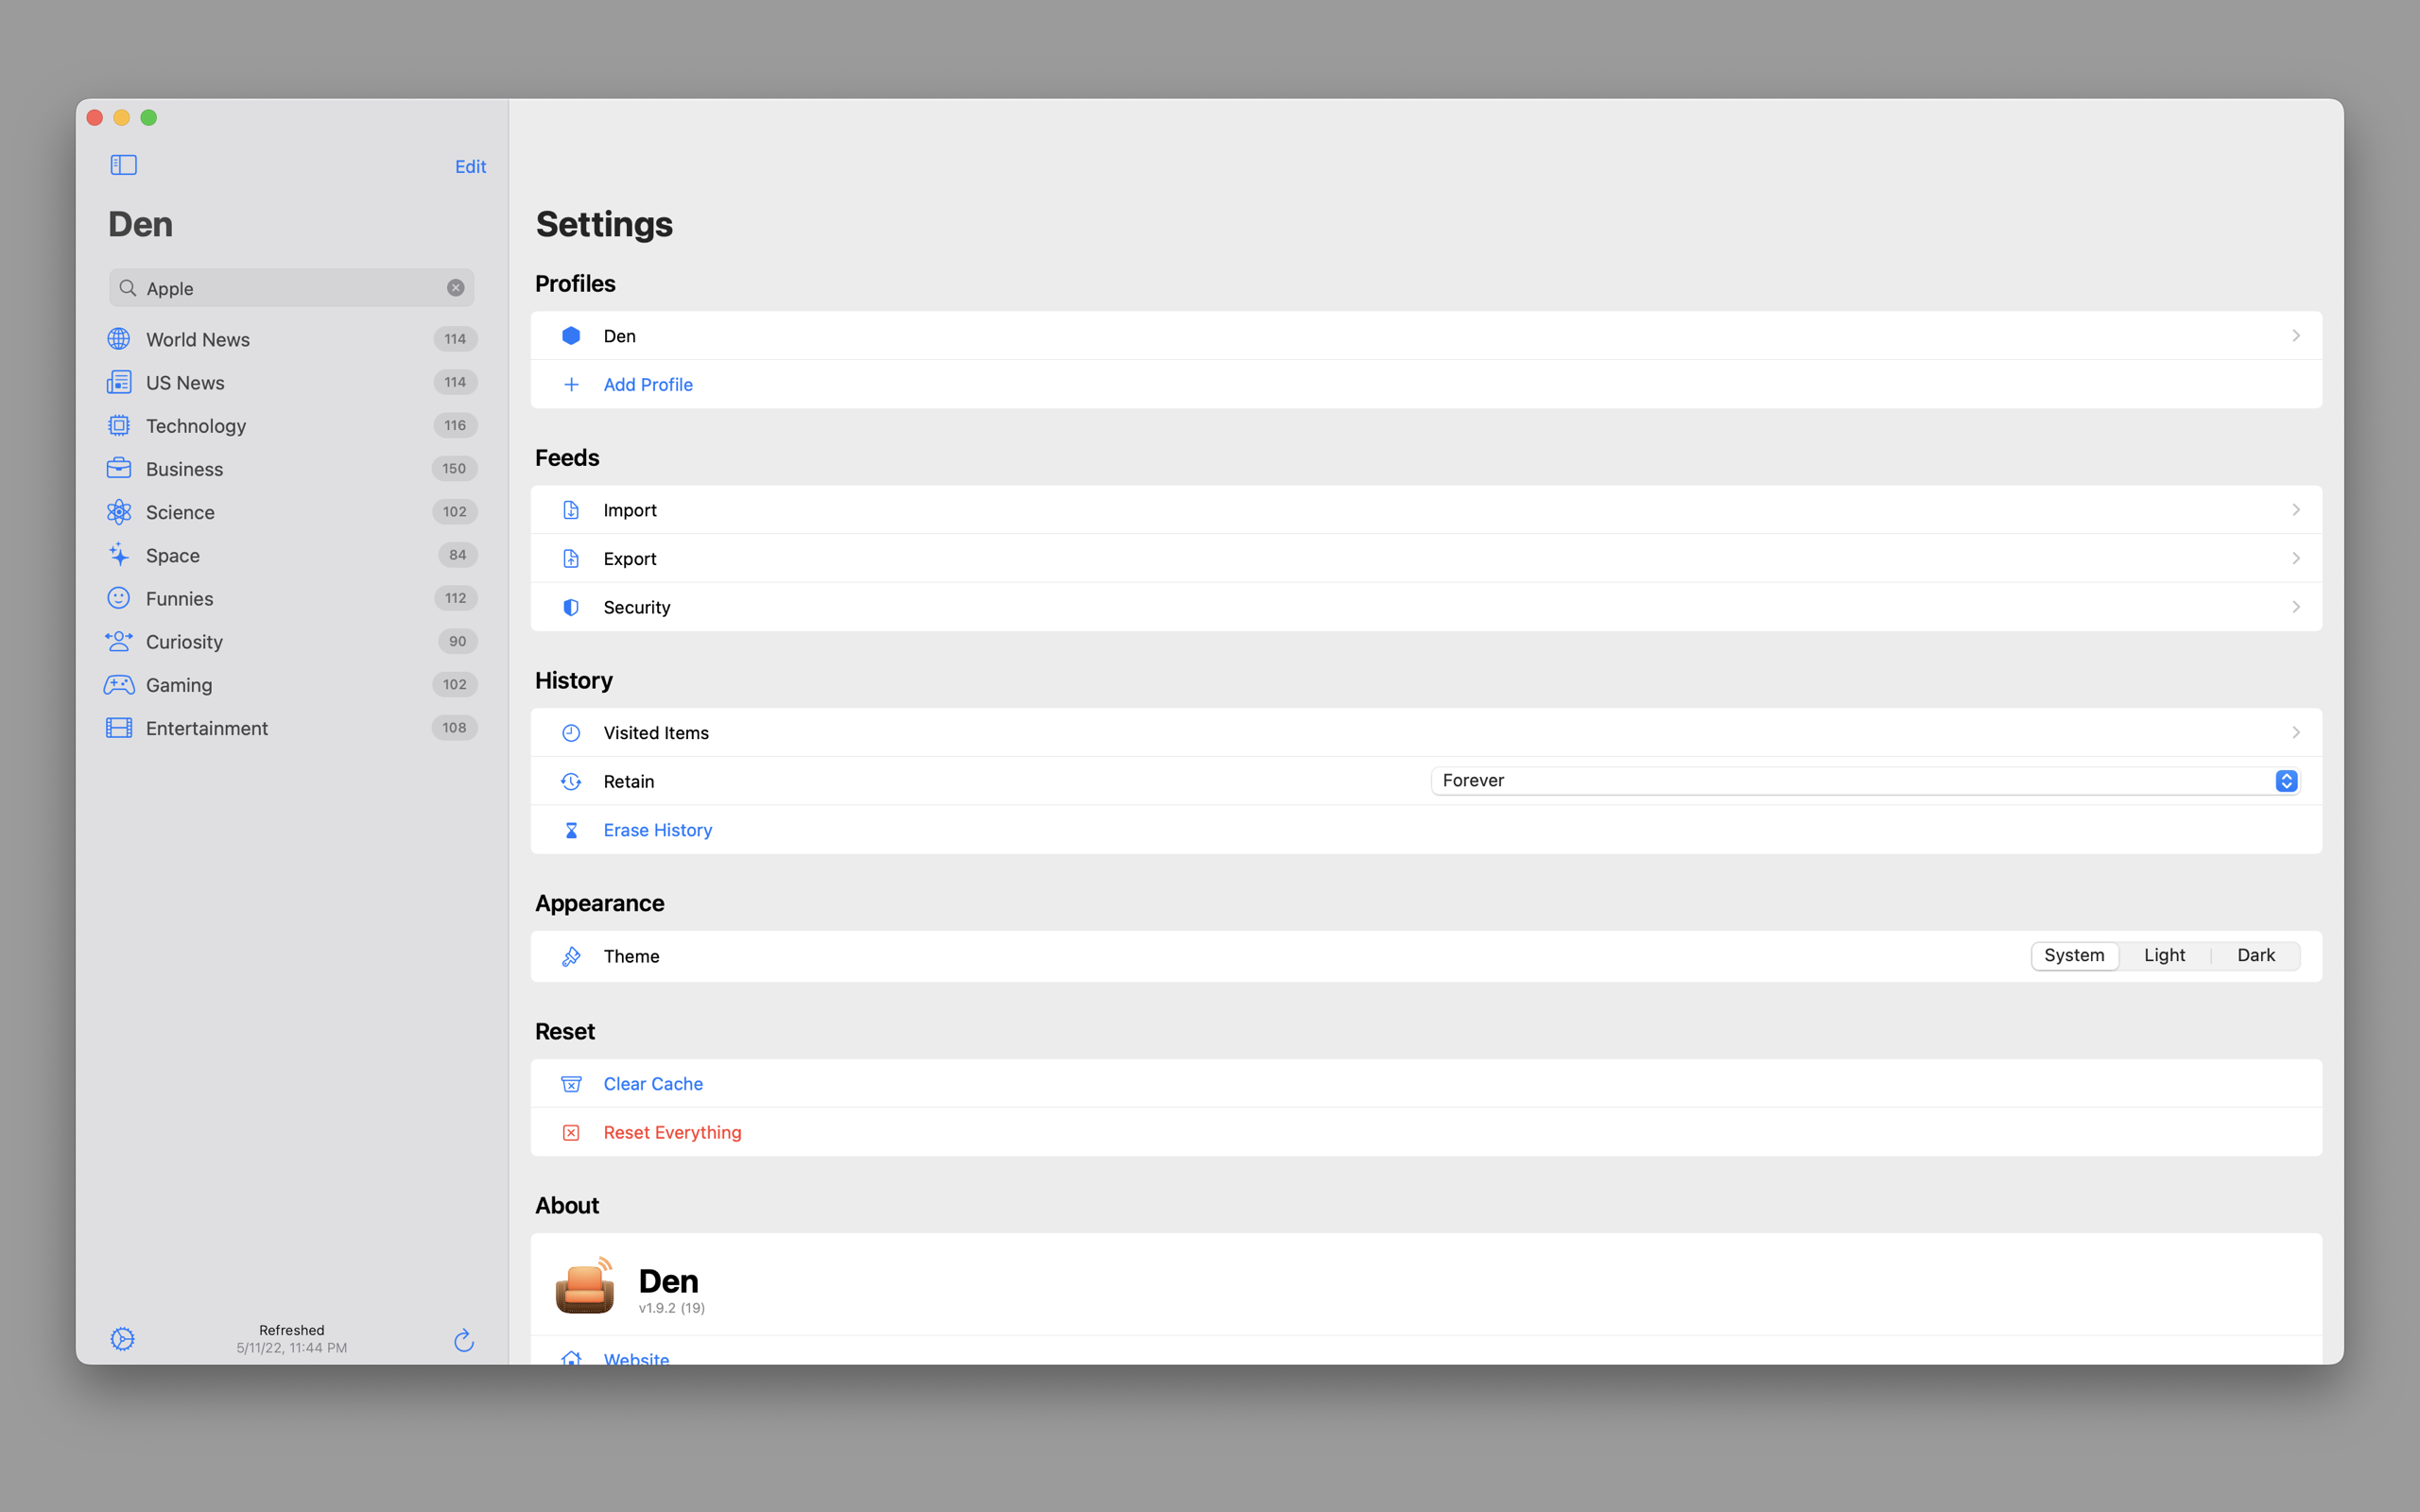 Edit
Den
Apple
World News 114
US News 114
Technology 116
Business 150
Science 102
Space 84
Funnies 112
Curiosity 90
Gaming 102
Entertainment 108
Refreshed
5/11/22, 11:44 PM
Settings
Profiles
Den
Add Profile
Feeds
Import
Export
Security
History
Visited Items
Retain Forever
Erase History
Appearance
Theme System Light Dark
Reset
Clear Cache
Reset Everything
About
Den
v1.9.2 (19)
Website